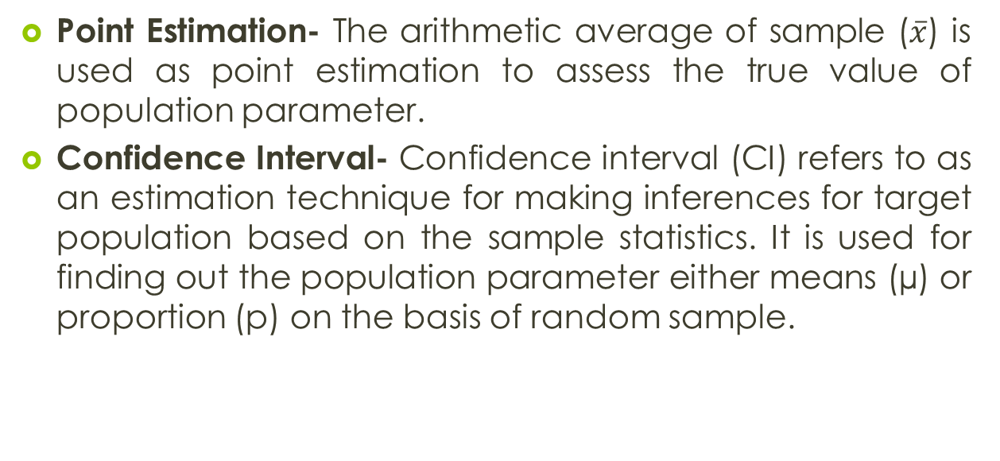 Point Estimation- The arithmetic average of sample (x̄) is
used as point estimation to assess the true value of
population parameter.
Confidence Interval- Confidence interval (CI) refers to as
an estimation technique for making inferences for target
population based on the sample statistics. It is used for
finding out the population parameter either means (μ) or
proportion (p) on the basis of random sample.